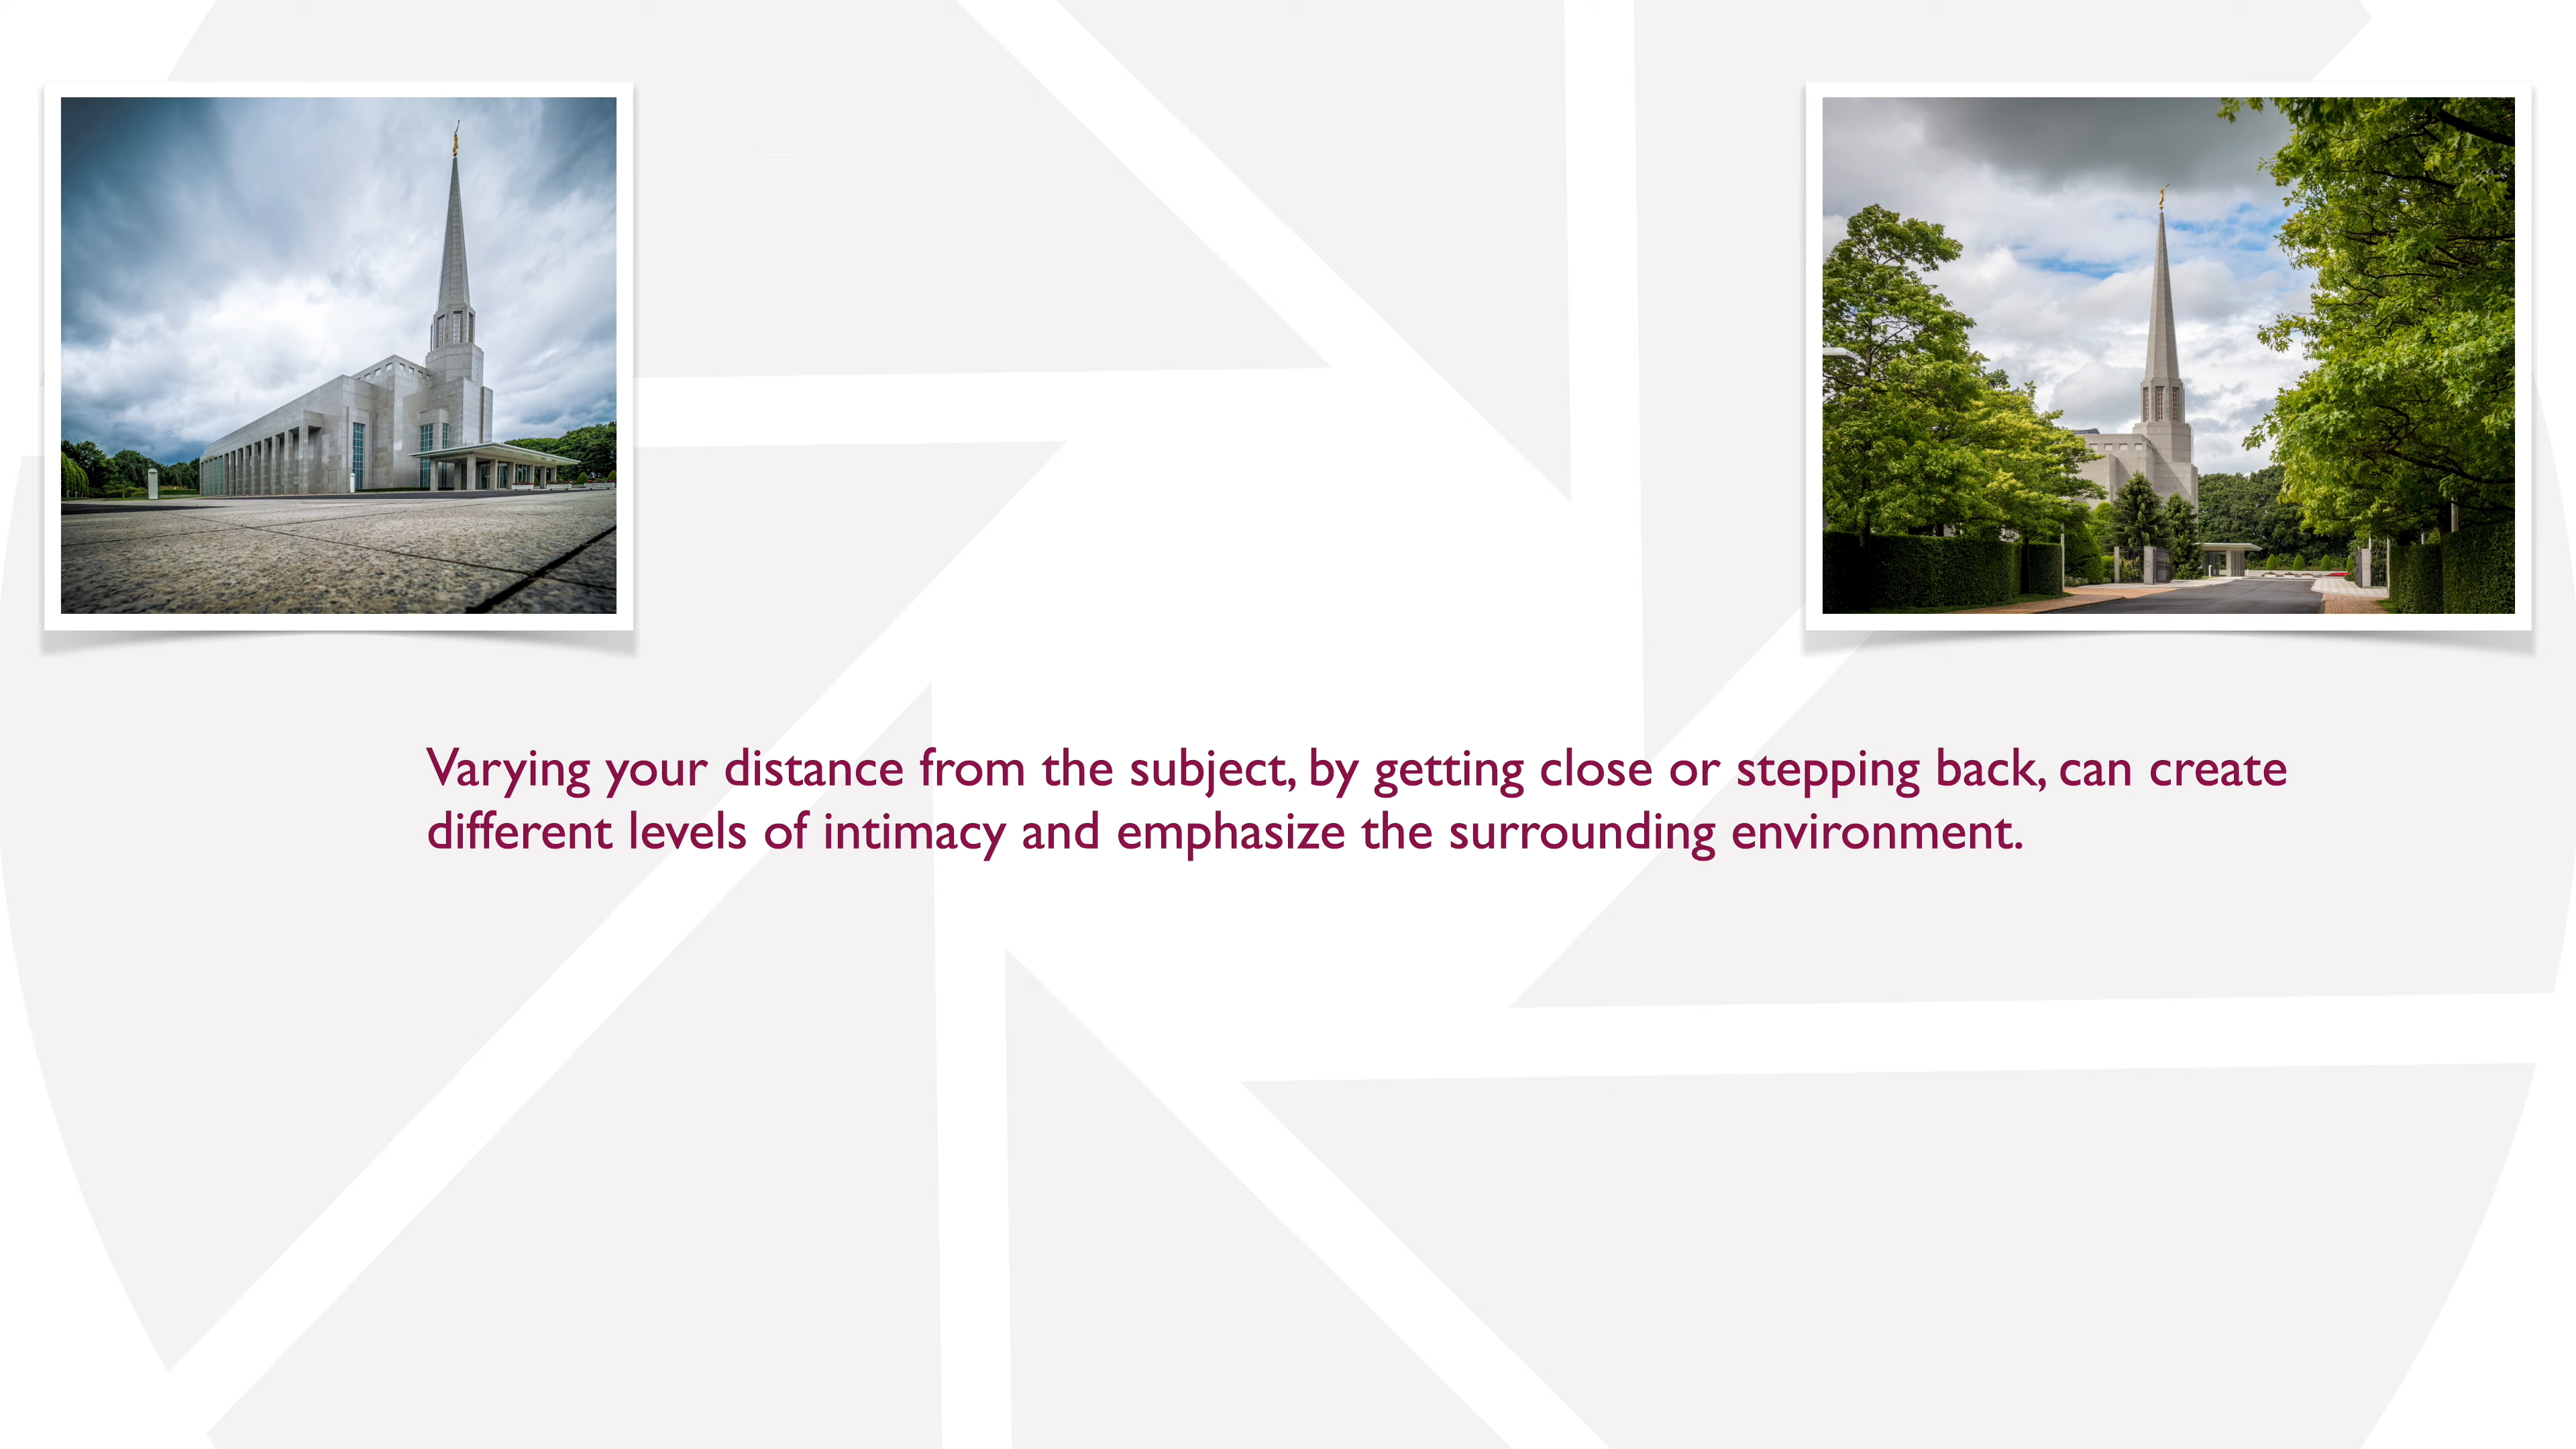 Varying your distance from the subject, by getting close or stepping back, can create
different levels of intimacy and emphasize the surrounding environment.